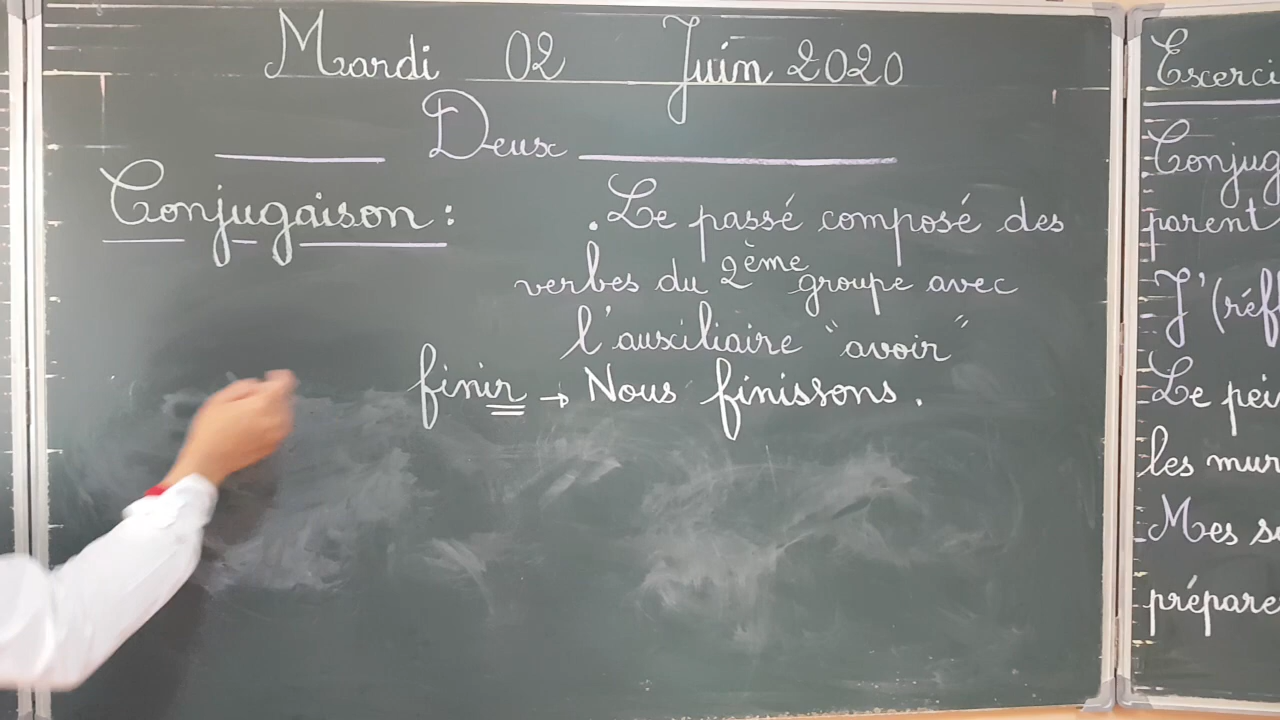 Mardi 02 Juin 2020
Deux
Conjugaison : . Le passé composé des
verbes du 2ème groupe avec
l'auxiliaire "avoir"
finir → Nous finissons .
Escerci
Conjug
parent
J'(réf
Le pei
les mur
Mes s
prépare